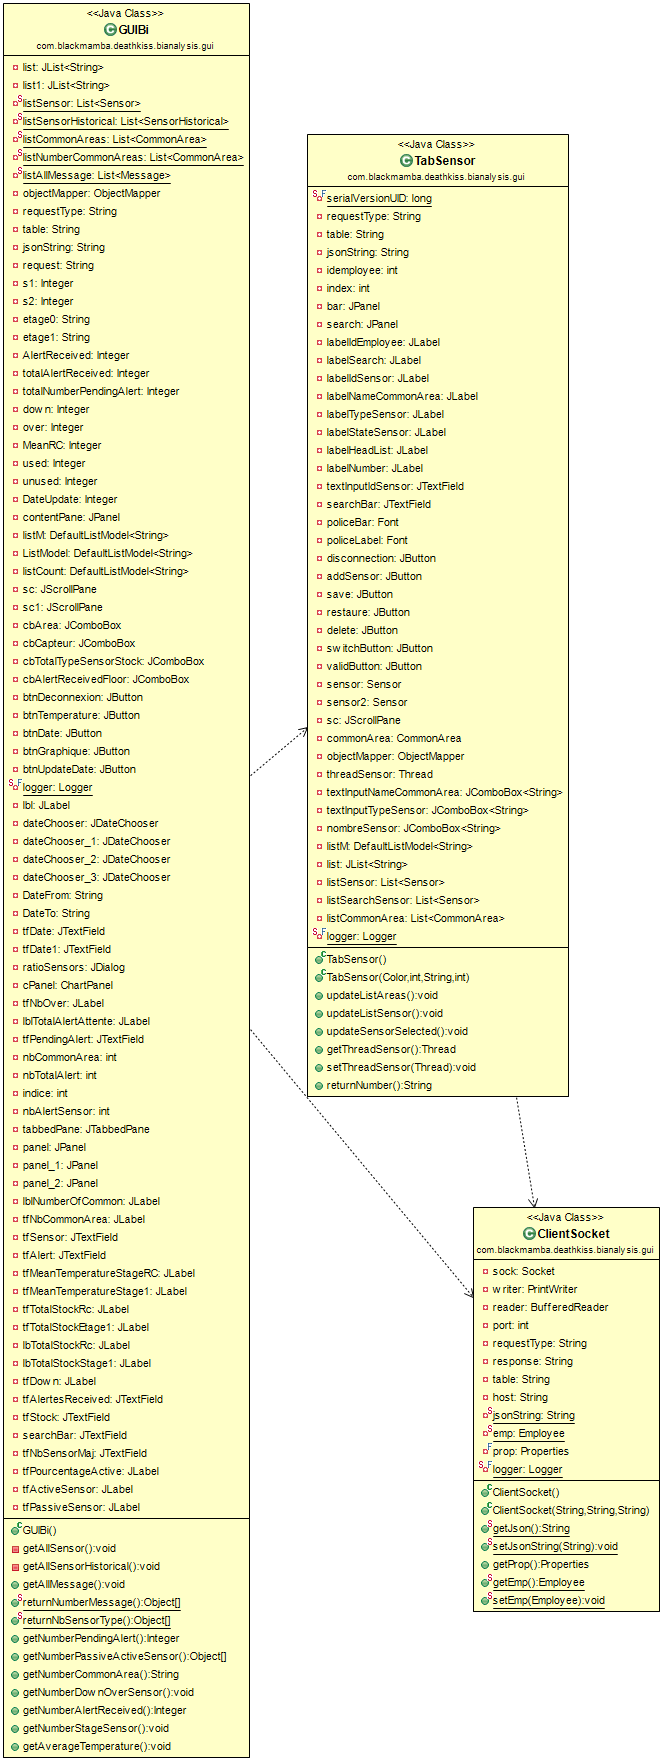 <<Java Class>>
GUIBi
com.blackmamba.deathkiss.bianalysis.gui
list: JList<String>
list1: JList<String>
listSensor: List<Sensor>
listSensorHistorical: List<SensorHistorical>
listCommonAreas: List<CommonArea>
listNumberCommonAreas: List<CommonArea>
listAllMessage: List<Message>
objectMapper: ObjectMapper
requestType: String
table: String
jsonString: String
request: String
s1: Integer
s2: Integer
etage0: String
etage1: String
AlertReceived: Integer
totalAlertReceived: Integer
totalNumberPendingAlert: Integer
down: Integer
over: Integer
MeanRC: Integer
used: Integer
unused: Integer
DateUpdate: Integer
contentPane: JPanel
listM: DefaultListModel<String>
ListModel: DefaultListModel<String>
listCount: DefaultListModel<String>
sc: JScrollPane
sc1: JScrollPane
cbArea: JComboBox
cbCapteur: JComboBox
cbTotalTypeSensorStock: JComboBox
cbAlertReceivedFloor: JComboBox
btnDeconnexion: JButton
btnTemperature: JButton
btnDate: JButton
btnGraphique: JButton
btnUpdateDate: JButton
logger: Logger
lbl: JLabel
dateChooser: JDateChooser
dateChooser_1: JDateChooser
dateChooser_2: JDateChooser
dateChooser_3: JDateChooser
DateFrom: String
DateTo: String
tfDate: JTextField
tfDate1: JTextField
ratioSensors: JDialog
cPanel: ChartPanel
tfNbOver: JLabel
lblTotalAlertAttente: JLabel
tfPendingAlert: JTextField
nbCommonArea: int
nbTotalAlert: int
indice: int
nbAlertSensor: int
tabbedPane: JTabbedPane
panel: JPanel
panel_1: JPanel
panel_2: JPanel
lblNumberOfCommon: JLabel
tfNbCommonArea: JLabel
tfSensor: JTextField
tfAlert: JTextField
tfMeanTemperatureStageRC: JLabel
tfMeanTemperatureStage1: JLabel
tfTotalStockRc: JLabel
tfTotalStockEtage1: JLabel
lbTotalStockRc: JLabel
lbTotalStockStage1: JLabel
tfDown: JLabel
tfAlertesReceived: JTextField
tfStock: JTextField
searchBar: JTextField
tfNbSensorMaj: JTextField
tfPourcentageActive: JLabel
tfActiveSensor: JLabel
tfPassiveSensor: JLabel
GUIBi()
getAllSensor():void
getAllSensorHistorical():void
getAllMessage():void
returnNumberMessage():Object[]
returnNbSensorType():Object[]
getNumberPendingAlert():Integer
getNumberPassiveActiveSensor():Object[]
getNumberCommonArea():String
getNumberDownOverSensor():void
getNumberAlertReceived():Integer
getNumberStageSensor():void
getAverageTemperature():void
<<Java Class>>
TabSensor
com.blackmamba.deathkiss.bianalysis.gui
serialVersionUID: long
requestType: String
table: String
jsonString: String
idemployee: int
index: int
bar: JPanel
search: JPanel
labelIdEmployee: JLabel
labelSearch: JLabel
labelIdSensor: JLabel
labelNameCommonArea: JLabel
labelTypeSensor: JLabel
labelStateSensor: JLabel
labelHeadList: JLabel
labelNumber: JLabel
textInputIdSensor: JTextField
searchBar: JTextField
policeBar: Font
policeLabel: Font
disconnection: JButton
addSensor: JButton
save: JButton
restaure: JButton
delete: JButton
switchButton: JButton
validButton: JButton
sensor: Sensor
sensor2: Sensor
sc: JScrollPane
commonArea: CommonArea
objectMapper: ObjectMapper
threadSensor: Thread
textInputNameCommonArea: JComboBox<String>
textInputTypeSensor: JComboBox<String>
nombreSensor: JComboBox<String>
listM: DefaultListModel<String>
list: JList<String>
listSensor: List<Sensor>
listSearchSensor: List<Sensor>
listCommonArea: List<CommonArea>
logger: Logger
TabSensor()
TabSensor(Color,int,String,int)
updateListAreas():void
updateListSensor():void
updateSensorSelected():void
getThreadSensor():Thread
setThreadSensor(Thread):void
returnNumber():String
<<Java Class>>
ClientSocket
com.blackmamba.deathkiss.bianalysis.gui
sock: Socket
writer: PrintWriter
reader: BufferedReader
port: int
requestType: String
response: String
table: String
host: String
jsonString: String
emp: Employee
prop: Properties
logger: Logger
ClientSocket()
ClientSocket(String,String,String)
getJson():String
setJsonString(String):void
getProp():Properties
getEmp():Employee
setEmp(Employee):void